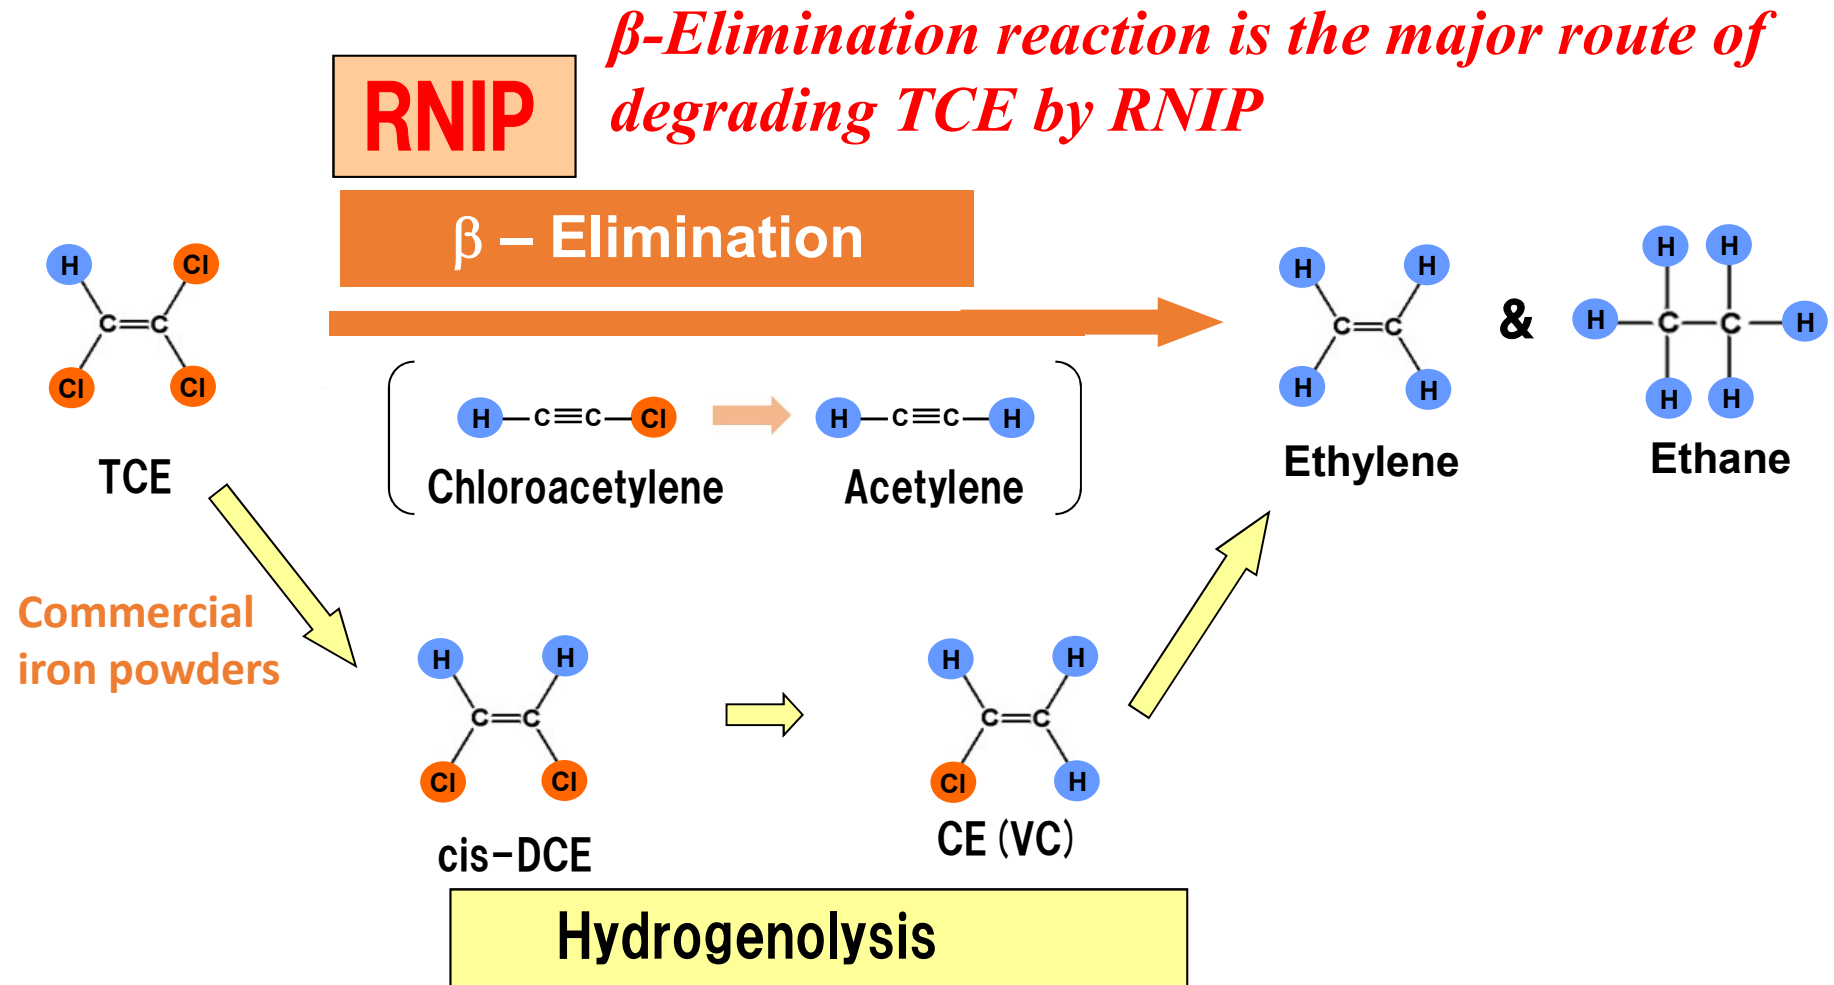 β-Elimination reaction is the major route of
degrading TCE by RNIP
RNIP
β – Elimination
H Cl
C=C
Cl Cl
TCE
H—C≡C—Cl
Chloroacetylene
H—C≡C—H
Acetylene
H H
C=C
H H
Ethylene
&
H H
H—C—C—H
H H
Ethane
Commercial
iron powders
H H
C=C
Cl Cl
cis-DCE
H H
C=C
Cl H
CE (VC)
Hydrogenolysis